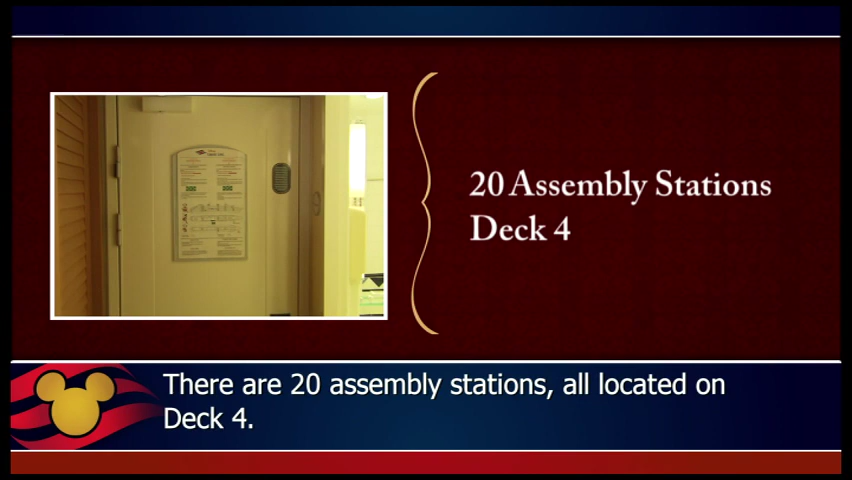 20 Assembly Stations
Deck 4
There are 20 assembly stations, all located on
Deck 4.